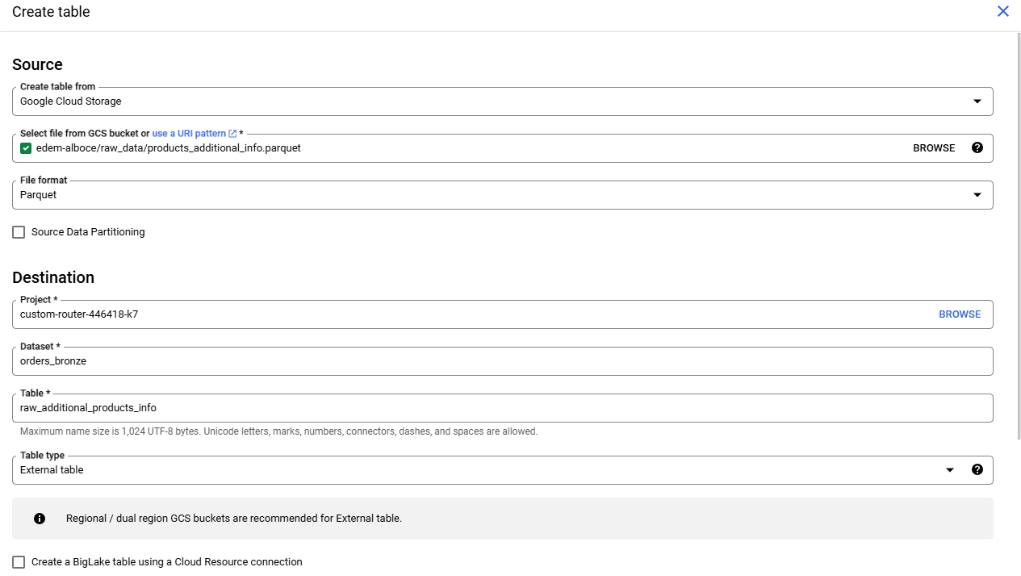 Create table
Source
Create table from
Google Cloud Storage
Select file from GCS bucket or use a URI pattern *
edem-alboce/raw_data/products_additional_info.parquet BROWSE
File format
Parquet
Source Data Partitioning
Destination
Project *
custom-router-446418-k7 BROWSE
Dataset *
orders_bronze
Table *
raw_additional_products_info
Maximum name size is 1,024 UTF-8 bytes. Unicode letters, marks, numbers, connectors, dashes, and spaces are allowed.
Table type
External table
Regional / dual region GCS buckets are recommended for External table.
Create a BigLake table using a Cloud Resource connection